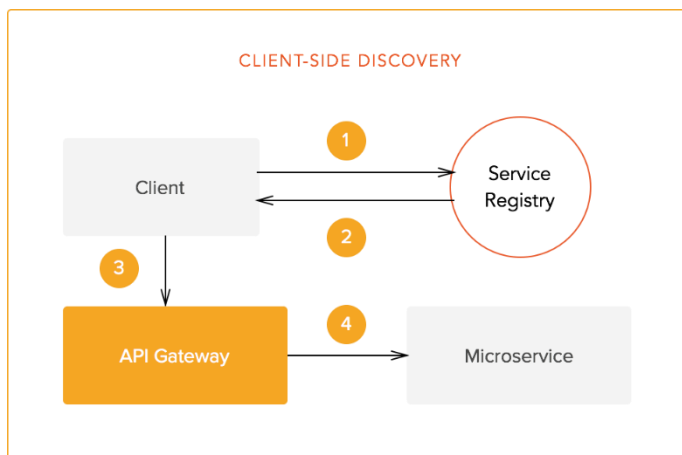 CLIENT-SIDE DISCOVERY
1
Client
Service
Registry
2
3
4
API Gateway
Microservice